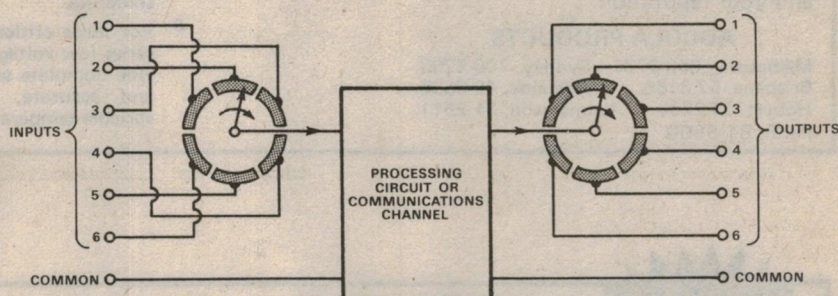 1
2
3
4
5
6
INPUTS
COMMON
PROCESSING
CIRCUIT OR
COMMUNICATIONS
CHANNEL
1
2
3
4
5
6
OUTPUTS
COMMON